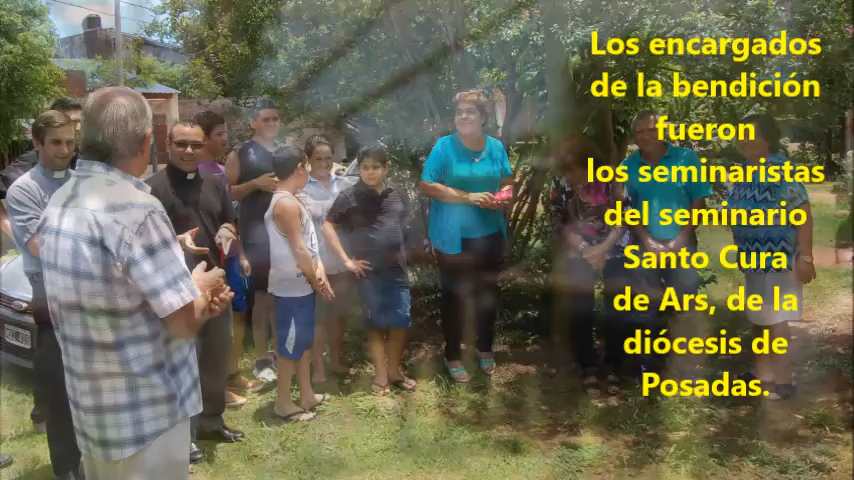 Los encargados
de la bendición
fueron
los seminaristas
del seminario
Santo Cura
de Ars, de la
diócesis de
Posadas.